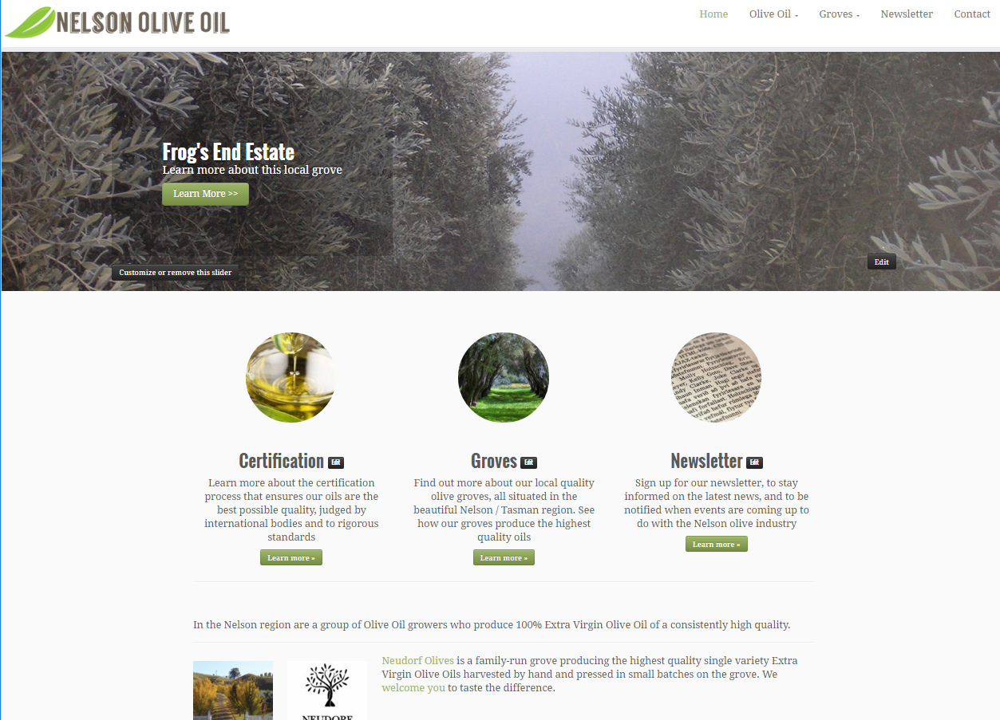 NELSON OLIVE OIL
Home Olive Oil Groves Newsletter Contact
Frog's End Estate
Learn more about this local grove
Learn More >>
Customize or remove this slider
Edit
Certification Edit
Learn more about the certification
process that ensures our oils are the
best possible quality, judged by
international bodies and to rigorous
standards
Learn more »
Groves Edit
Find out more about our local quality
olive groves, all situated in the
beautiful Nelson / Tasman region. See
how our groves produce the highest
quality oils
Learn more »
Newsletter Edit
Sign up for our newsletter, to stay
informed on the latest news, and to be
notified when events are coming up to
do with the Nelson olive industry
Learn more »
In the Nelson region are a group of Olive Oil growers who produce 100% Extra Virgin Olive Oil of a consistently high quality.
NEUDORF
Neudorf Olives is a family-run grove producing the highest quality single variety Extra
Virgin Olive Oils harvested by hand and pressed in small batches on the grove. We
welcome you to taste the difference.